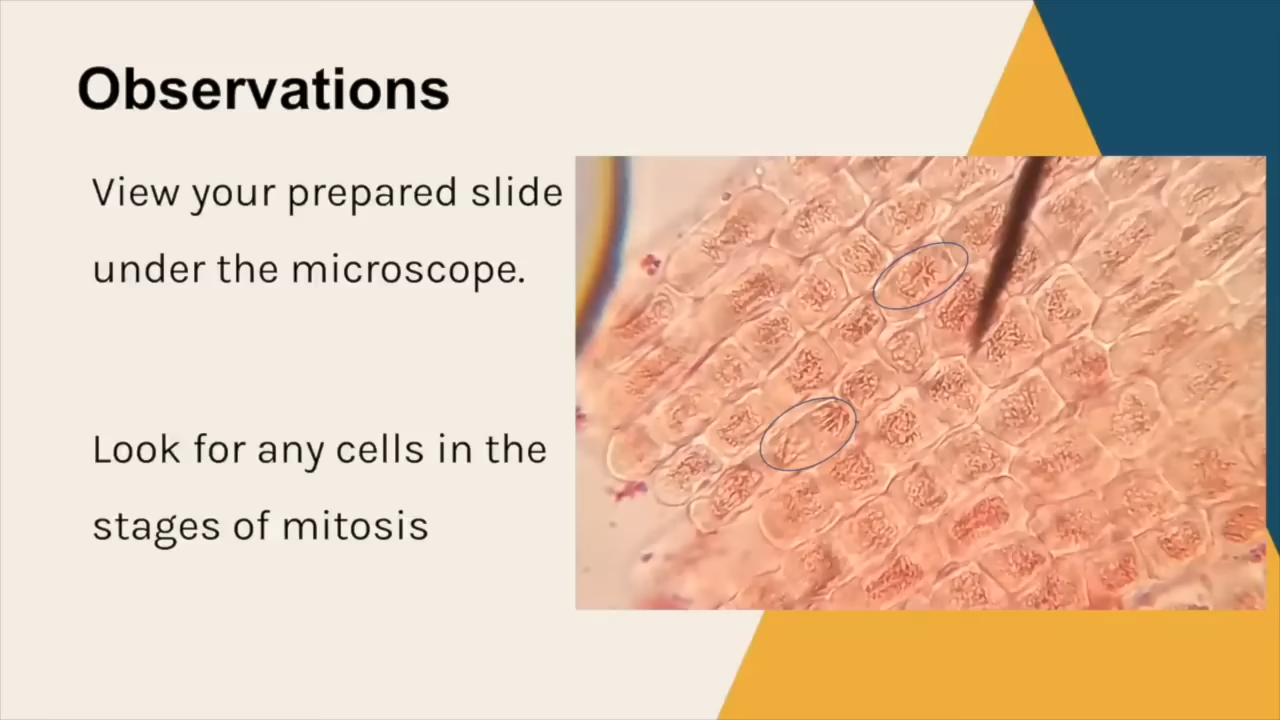 Observations
View your prepared slide
under the microscope.
Look for any cells in the
stages of mitosis